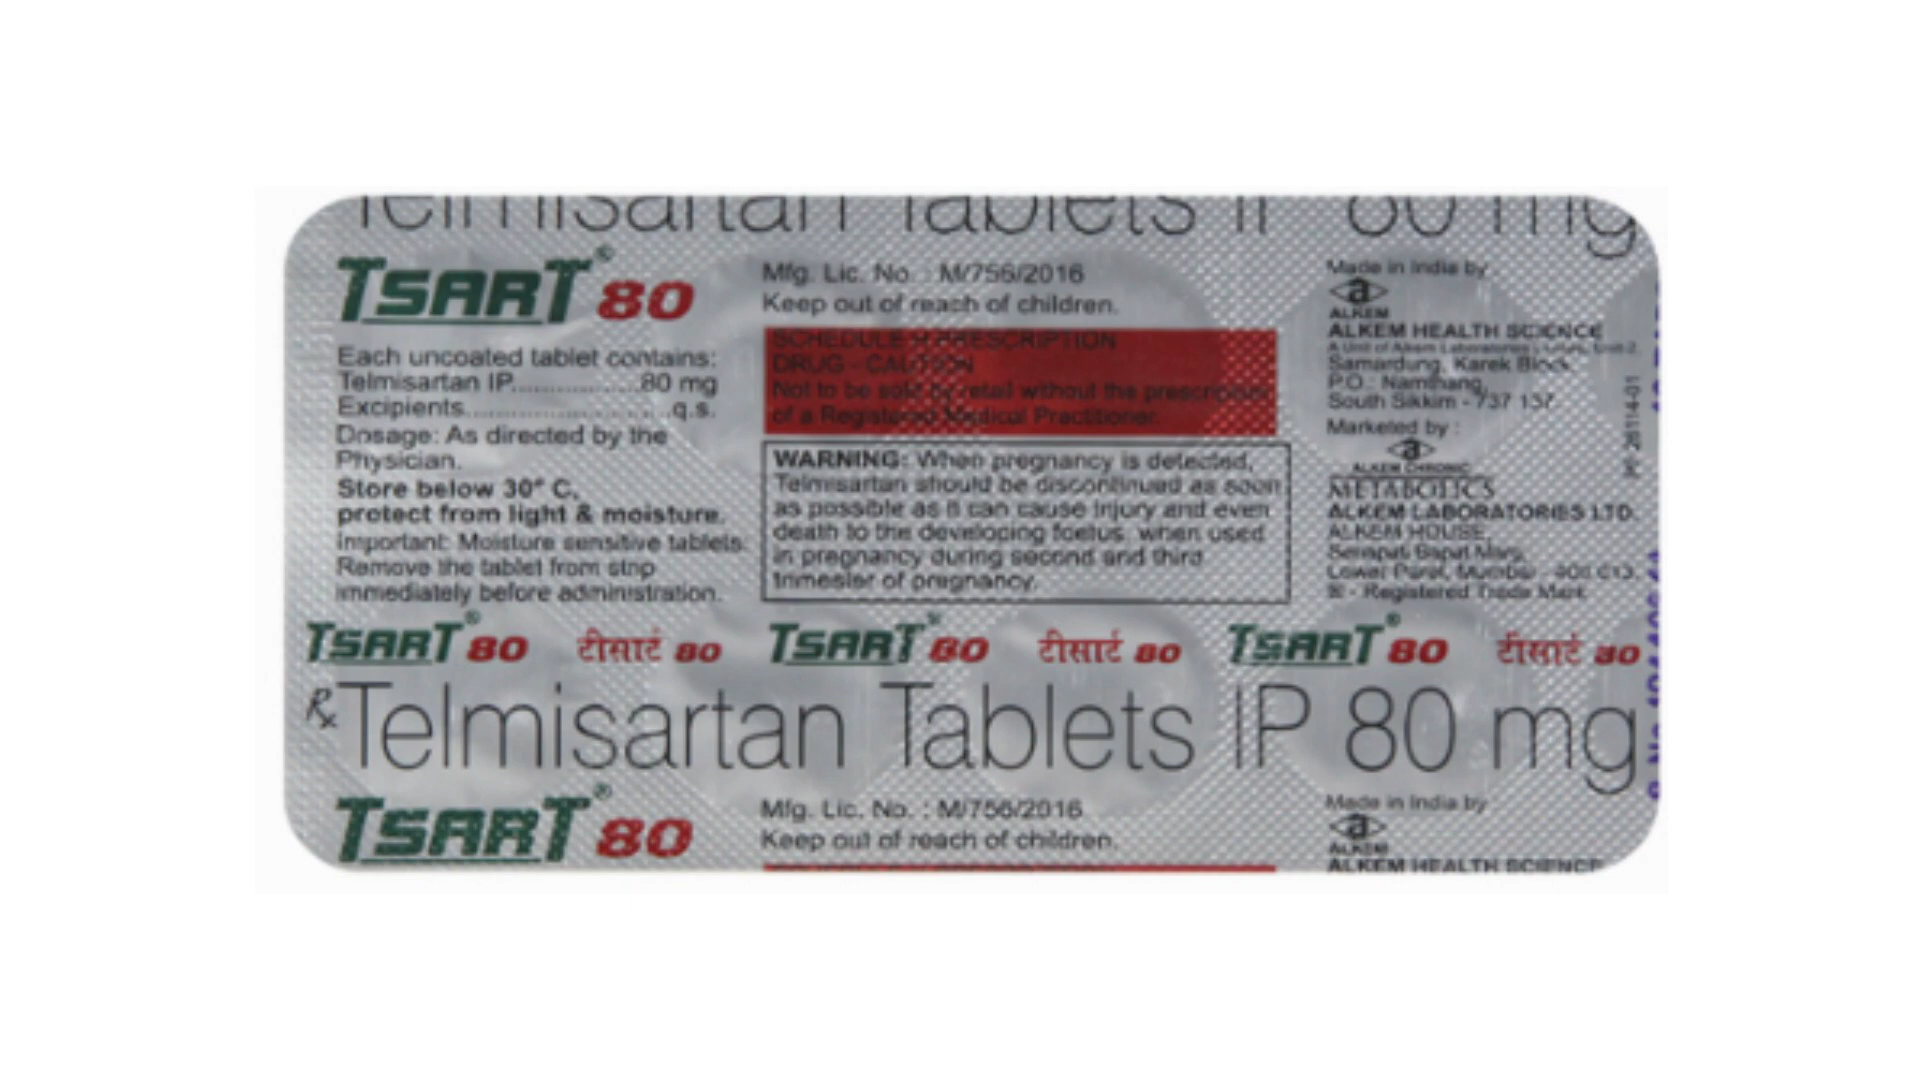 Telmisartan Tablets IP 80 mg
TSART® 80
Each uncoated tablet contains:
Telmisartan IP..................80 mg
Excipients............................q.s.
Dosage: As directed by the
Physician.
Store below 30° C,
protect from light & moisture.
Important: Moisture sensitive tablets
Remove the tablet from strip
immediately before administration.
Mfg. Lic. No. : M/756/2016
Keep out of reach of children.
SCHEDULE H PRESCRIPTION
DRUG - CAUTION
Not to be sold by retail without the prescription
of a Registered Medical Practitioner.
WARNING: When pregnancy is detected,
Telmisartan should be discontinued as soon
as possible as it can cause injury and even
death to the developing foetus when used
in pregnancy during second and third
trimester of pregnancy.
Made in India by
a
ALKEM
ALKEM HEALTH SCIENCE
A Unit of Alkem Laboratories
Samardung, Karek Block
P.O.: Namthang,
South Sikkim - 737 137.
Marketed by :
a
ALKEM CHRONIC
METABOLICS
ALKEM LABORATORIES LTD.
ALKEM HOUSE,
Senapati Bapat Marg,
Lower Parel, Mumbai - 400 013.
® - Registered Trade Mark
TSART® 80 टीसार्ट 80 TSART® 80 टीसार्ट 80 TSART® 80 टीसार्ट 80
Rx Telmisartan Tablets IP 80 mg
TSART® 80
Mfg. Lic. No. : M/756/2016
Keep out of reach of children.
Made in India by
a
ALKEM
ALKEM HEALTH SCIENCE